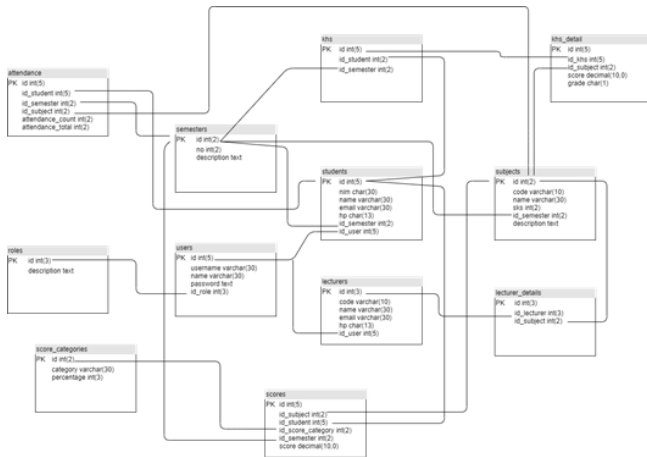 khs
PK id int(5)
id_student int(2)
id_semester int(2)
khs_detail
PK id int(5)
id_khs int(5)
id_subject int(2)
score decimal(10,0)
grade char(1)
attendance
PK id int(5)
id_student int(5)
id_semester int(2)
id_subject int(2)
attendance_count int(2)
attendance_total int(2)
semesters
PK id int(2)
no int(2)
description text
students
PK id int(5)
nim char(30)
name varchar(30)
email varchar(30)
hp char(13)
id_semester int(2)
id_user int(5)
subjects
PK id int(2)
code varchar(10)
name varchar(30)
sks int(2)
id_semester int(2)
description text
roles
PK id int(3)
description text
users
PK id int(5)
username varchar(30)
name varchar(30)
password text
id_role int(3)
lecturers
PK id int(3)
code varchar(10)
name varchar(30)
email varchar(30)
hp char(13)
id_user int(5)
lecturer_details
PK id int(3)
id_lecturer int(3)
id_subject int(2)
score_categories
PK id int(2)
category varchar(30)
percentage int(3)
scores
PK id int(5)
id_subject int(2)
id_student int(5)
id_score_category int(2)
id_semester int(2)
score decimal(10,0)